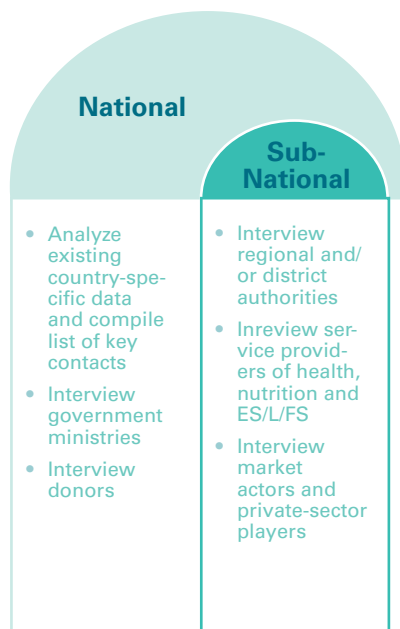 National
• Analyze
existing
country-spe-
cific data
and compile
list of key
contacts
• Interview
government
ministries
• Interview
donors
Sub-
National
• Interview
regional and/
or district
authorities
• Inreview ser-
vice provid-
ers of health,
nutrition and
ES/L/FS
• Interview
market
actors and
private-sector
players